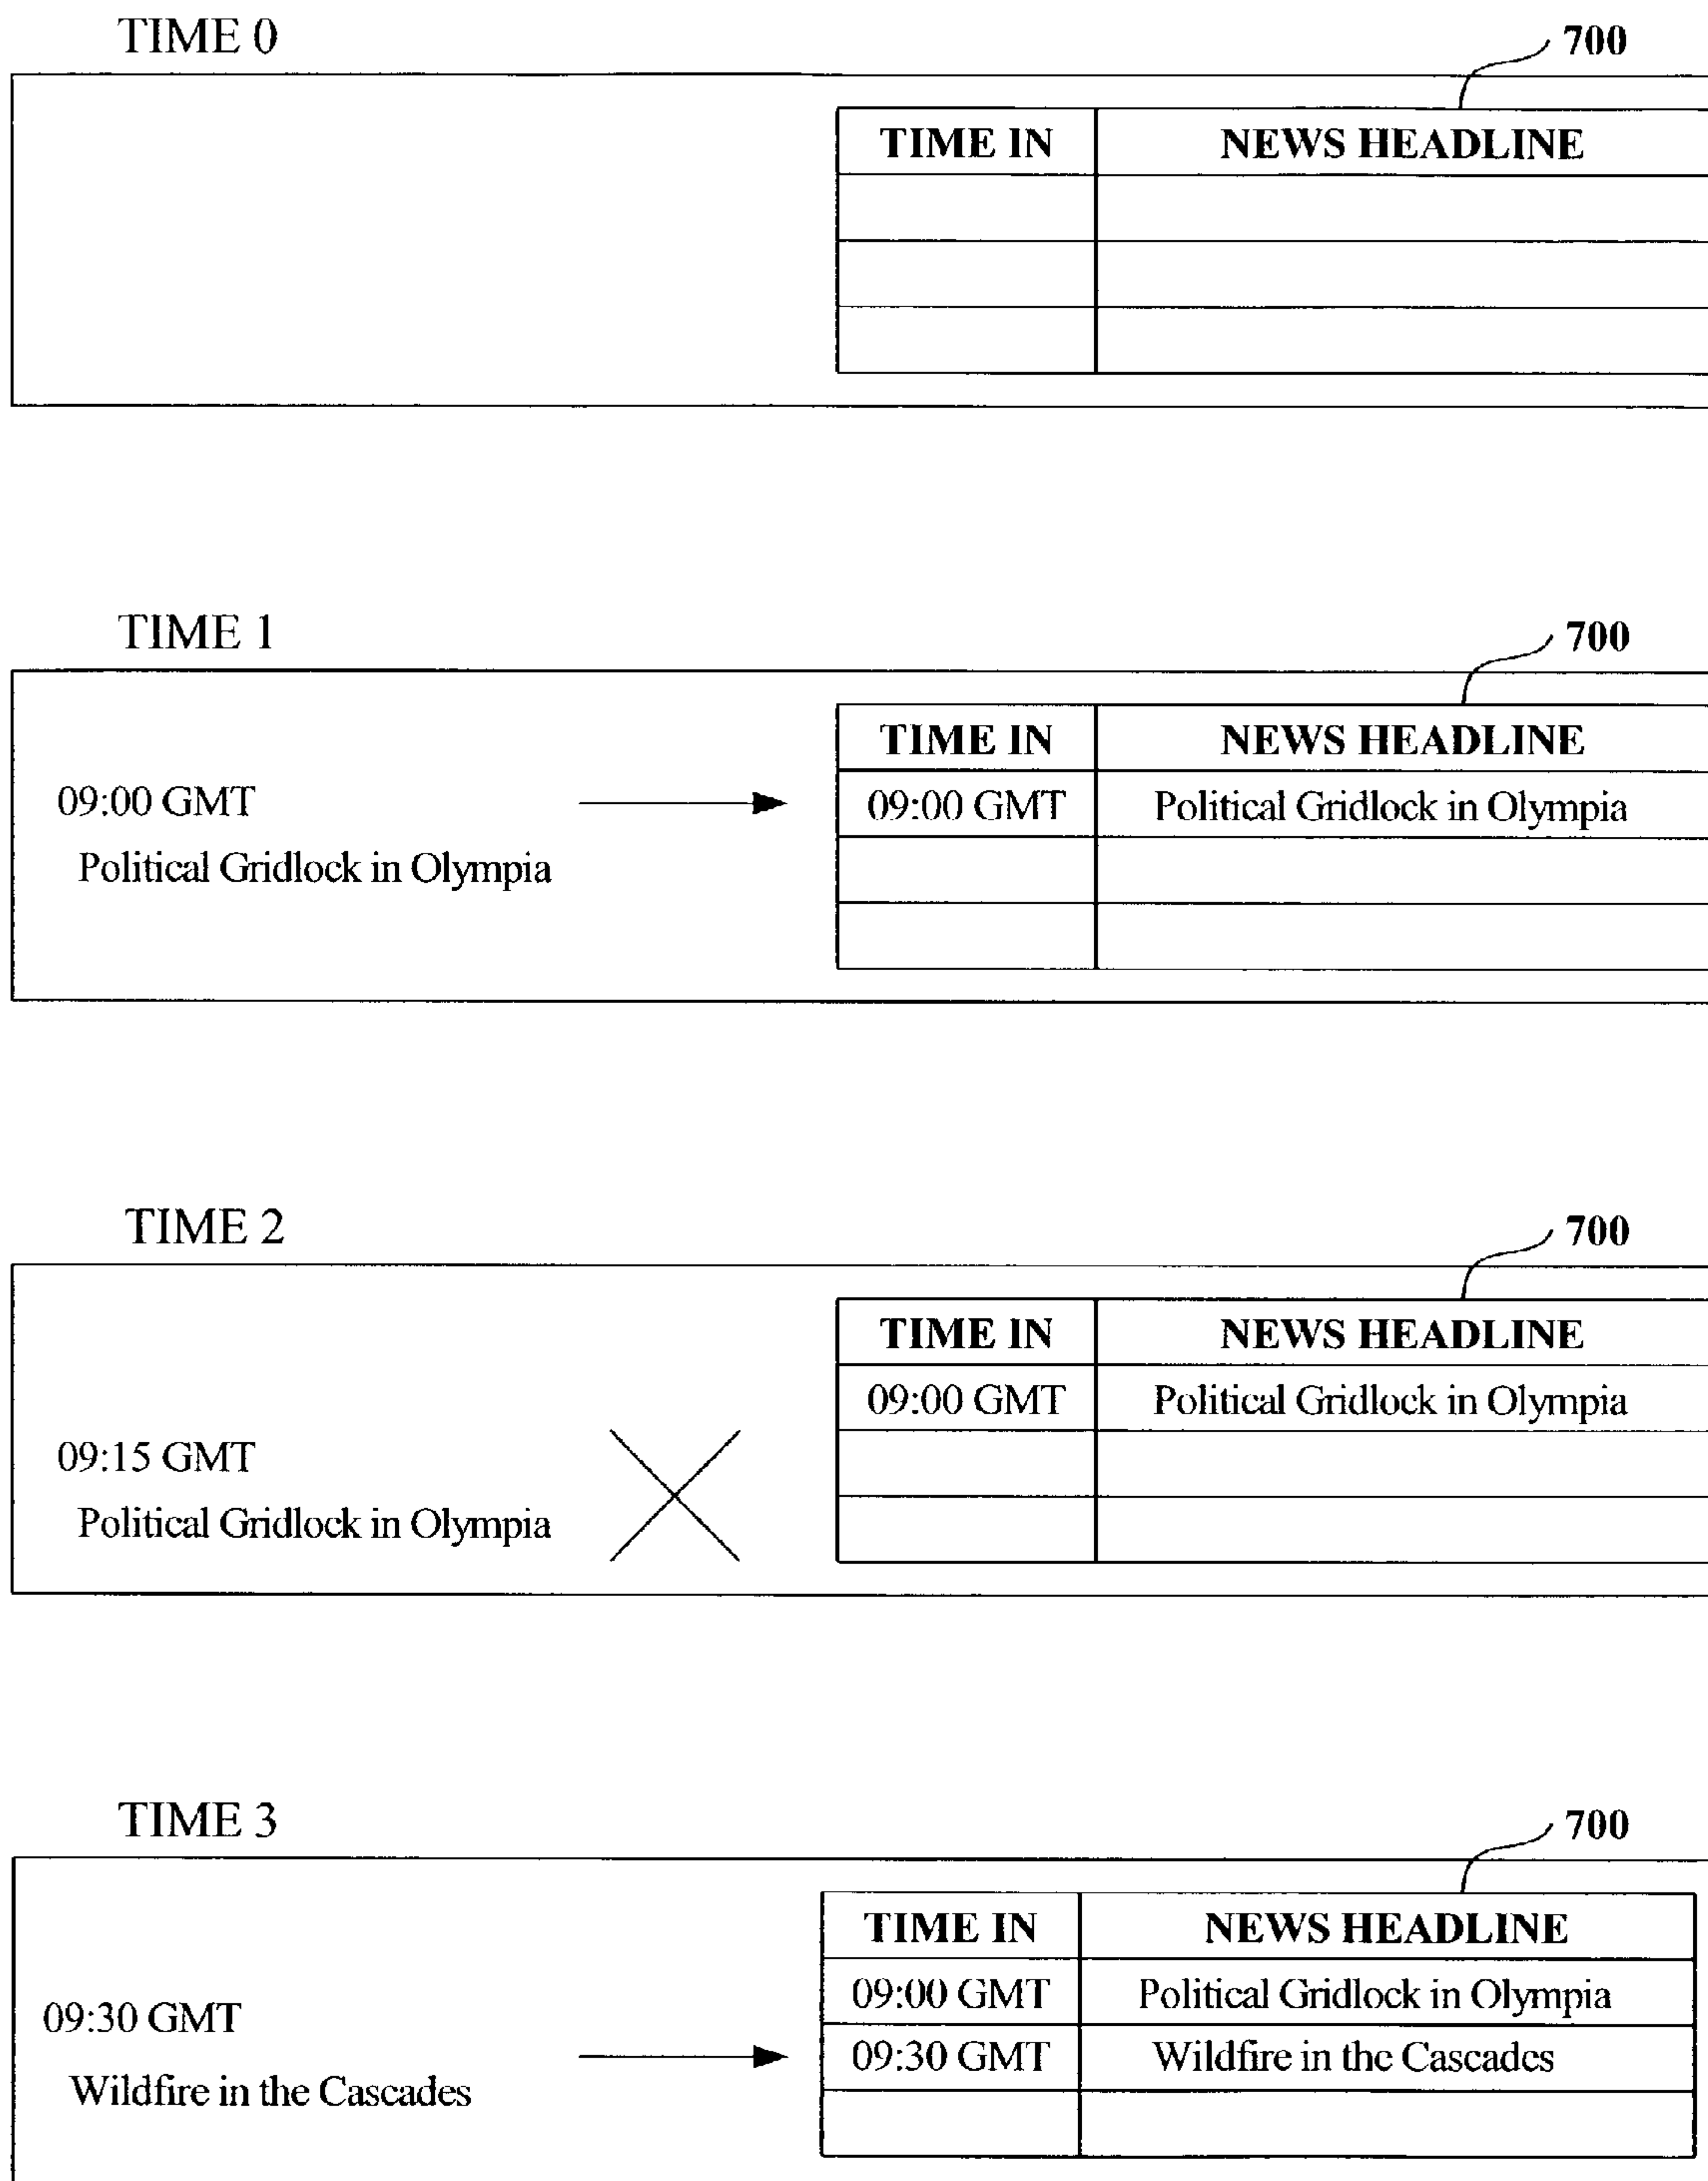 TIME 0
700
TIME IN NEWS HEADLINE
TIME 1
700
TIME IN NEWS HEADLINE
09:00 GMT 09:00 GMT Political Gridlock in Olympia
Political Gridlock in Olympia
TIME 2
700
TIME IN NEWS HEADLINE
09:00 GMT Political Gridlock in Olympia
09:15 GMT
Political Gridlock in Olympia
TIME 3
700
TIME IN NEWS HEADLINE
09:00 GMT Political Gridlock in Olympia
09:30 GMT
09:30 GMT Wildfire in the Cascades
Wildfire in the Cascades